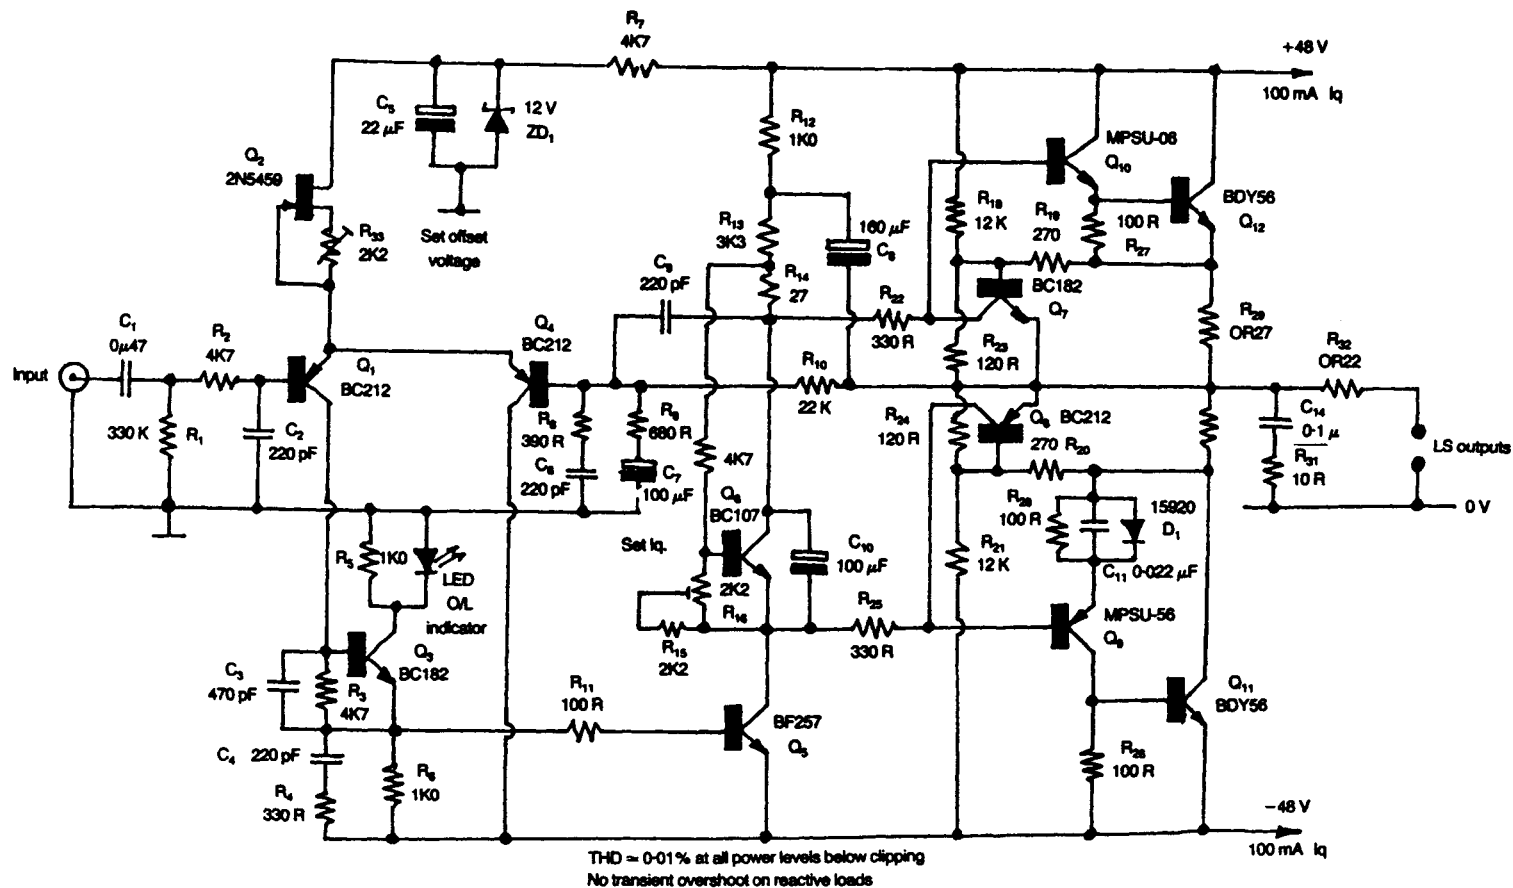 R7
4K7
+48 V
100 mA Iq
C5
22 μF
12 V
ZD1
R12
1K0
MPSU-06
Q10
Q2
2N5459
R33
2K2
Set offset
voltage
R13
3K3
160 μF
C8
R18
12 K
R19
270
100 R
R27
BDY56
Q12
C9
220 pF
R14
27
BC182
Q7
R22
330 R
R29
OR27
C1
0μ47
R2
4K7
Q4
BC212
R23
120 R
R32
OR22
Input
Q1
BC212
R10
22 K
330 K
R1
C2
220 pF
R8
390 R
R9
680 R
R24
120 R
Q8
BC212
270
R20
C14
0·1 μ
R31
10 R
LS outputs
C6
220 pF
C7
100 μF
4K7
0 V
R28
100 R
15920
D1
Q6
BC107
Set Iq.
R5
1K0
LED
O/L
indicator
C10
100 μF
R21
12 K
C11 0·022 μF
2K2
R16
R25
330 R
MPSU-56
Q9
R15
2K2
Q3
BC182
C3
470 pF
R3
4K7
R11
100 R
BF257
Q5
Q11
BDY56
C4
220 pF
R6
1K0
R26
100 R
R4
330 R
−48 V
100 mA Iq
THD ≃ 0·01% at all power levels below clipping
No transient overshoot on reactive loads